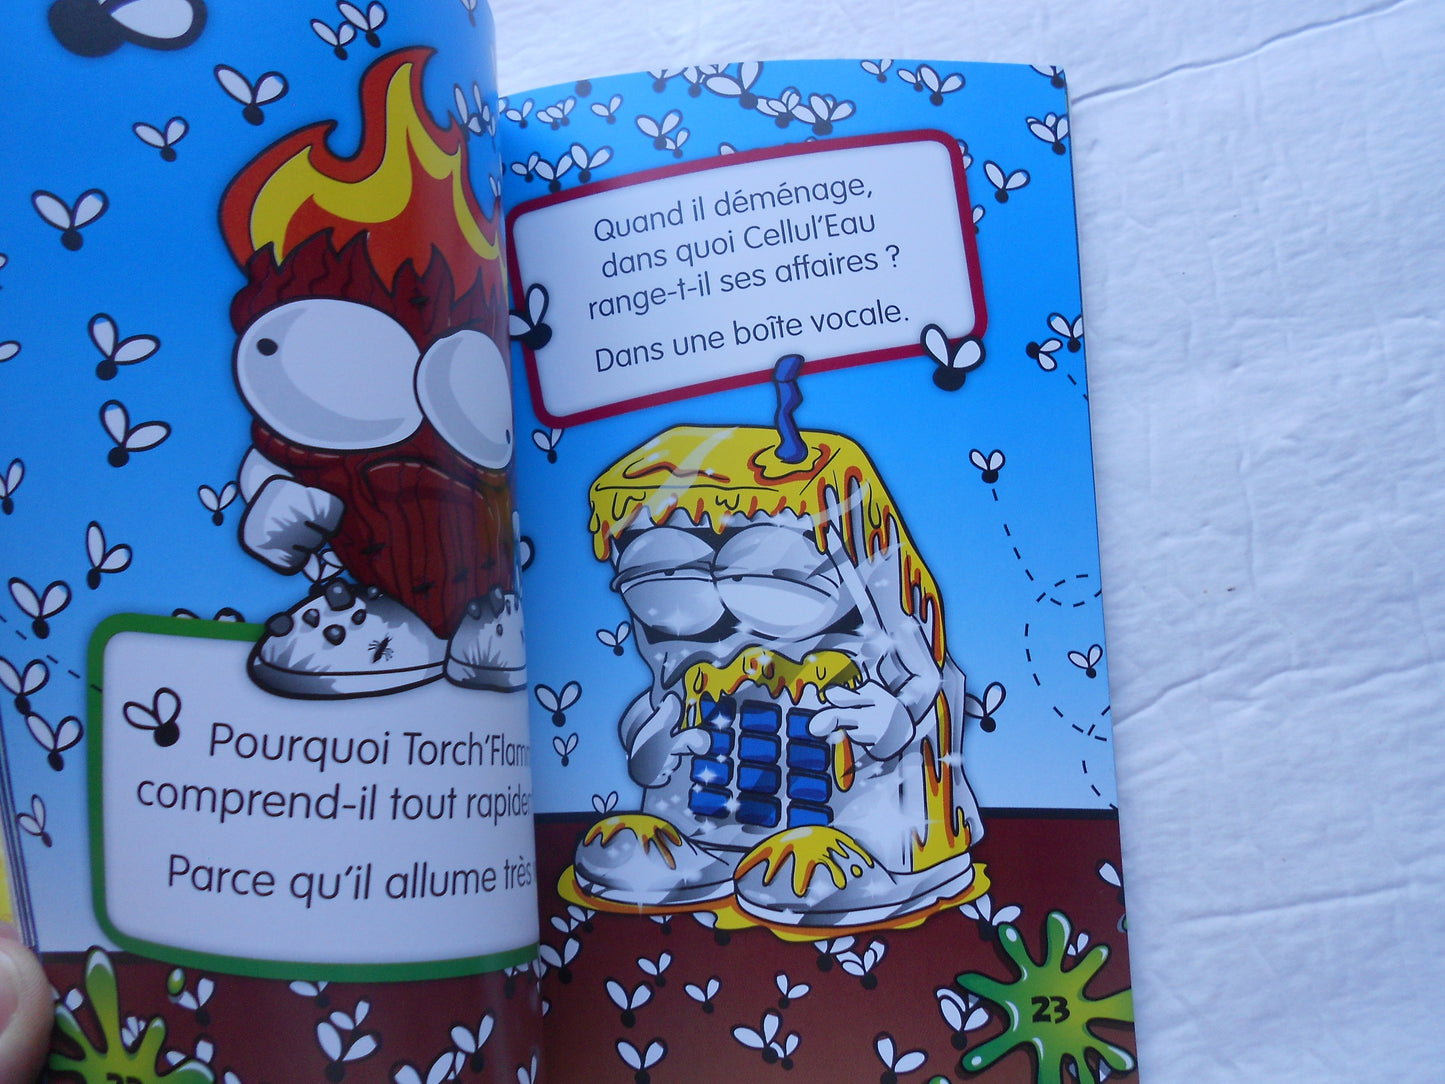 Pourquoi Torch'Flam
comprend-il tout rapide
Parce qu'il allume très
Quand il déménage,
dans quoi Cellul'Eau
range-t-il ses affaires ?
Dans une boîte vocale.
23